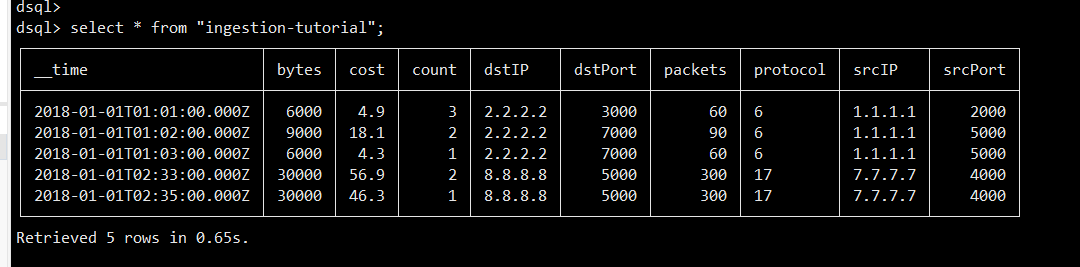 dsql>
dsql> select * from "ingestion-tutorial";
__time bytes cost count dstIP dstPort packets protocol srcIP srcPort
2018-01-01T01:01:00.000Z 6000 4.9 3 2.2.2.2 3000 60 6 1.1.1.1 2000
2018-01-01T01:02:00.000Z 9000 18.1 2 2.2.2.2 7000 90 6 1.1.1.1 5000
2018-01-01T01:03:00.000Z 6000 4.3 1 2.2.2.2 7000 60 6 1.1.1.1 5000
2018-01-01T02:33:00.000Z 30000 56.9 2 8.8.8.8 5000 300 17 7.7.7.7 4000
2018-01-01T02:35:00.000Z 30000 46.3 1 8.8.8.8 5000 300 17 7.7.7.7 4000
Retrieved 5 rows in 0.65s.